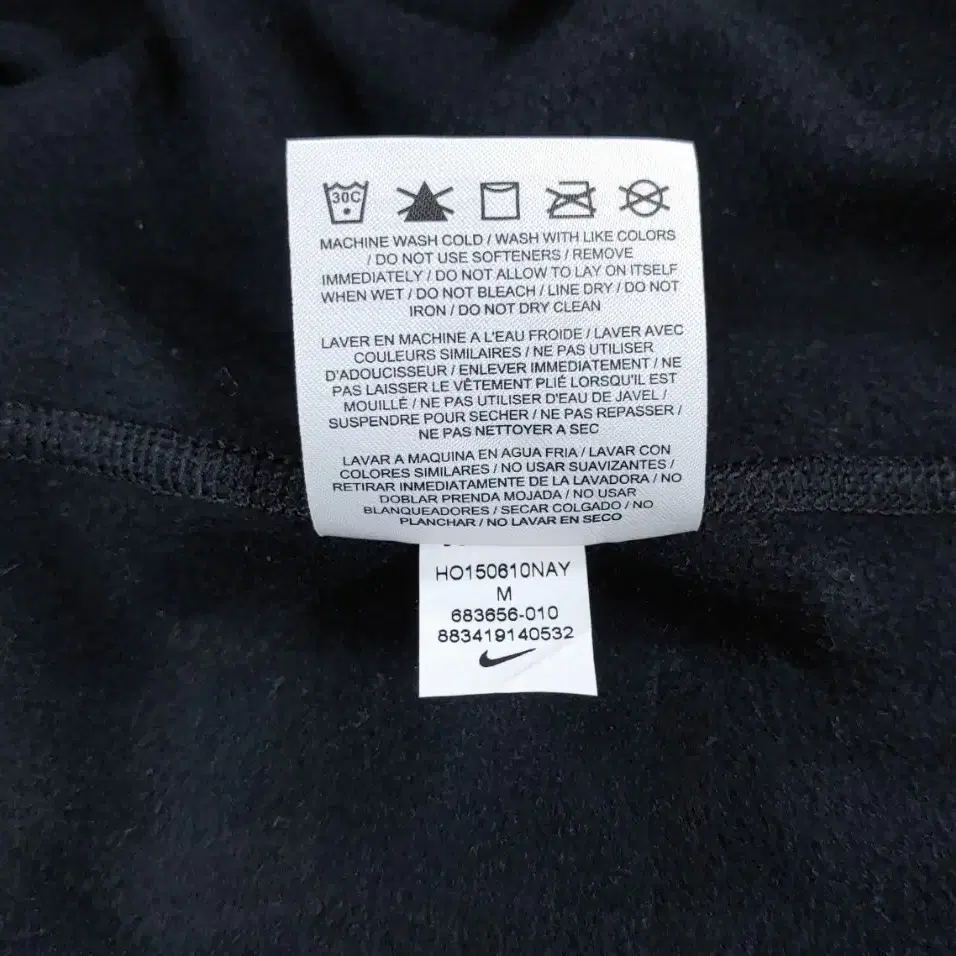 30C
MACHINE WASH COLD / WASH WITH LIKE COLORS
/ DO NOT USE SOFTENERS / REMOVE
IMMEDIATELY / DO NOT ALLOW TO LAY ON ITSELF
WHEN WET / DO NOT BLEACH / LINE DRY / DO NOT
IRON / DO NOT DRY CLEAN
LAVER EN MACHINE A L'EAU FROIDE / LAVER AVEC
COULEURS SIMILAIRES / NE PAS UTILISER
D'ADOUCISSEUR / ENLEVER IMMEDIATEMENT / NE
PAS LAISSER LE VÊTEMENT PLIÉ LORSQU'IL EST
MOUILLÉ / NE PAS UTILISER D'EAU DE JAVEL /
SUSPENDRE POUR SECHER / NE PAS REPASSER /
NE PAS NETTOYER A SEC
LAVAR A MAQUINA EN AGUA FRIA / LAVAR CON
COLORES SIMILARES / NO USAR SUAVIZANTES /
RETIRAR INMEDIATAMENTE DE LA LAVADORA / NO
DOBLAR PRENDA MOJADA / NO USAR
BLANQUEADORES / SECAR COLGADO / NO
PLANCHAR / NO LAVAR EN SECO
HO150610NAY
M
683656-010
883419140532